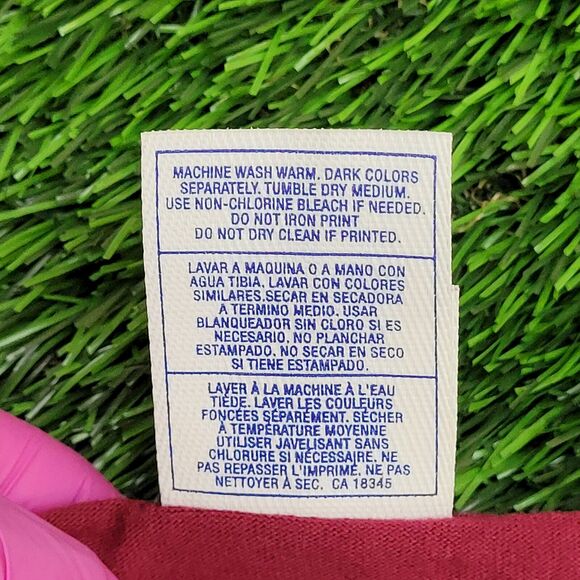 MACHINE WASH WARM. DARK COLORS
SEPARATELY. TUMBLE DRY MEDIUM.
USE NON-CHLORINE BLEACH IF NEEDED.
DO NOT IRON PRINT
DO NOT DRY CLEAN IF PRINTED.
LAVAR A MAQUINA O A MANO CON
AGUA TIBIA, LAVAR CON COLORES
SIMILARES.SECAR EN SECADORA
A TERMINO MEDIO. USAR
BLANQUEADOR SIN CLORO SI ES
NECESARIO. NO PLANCHAR
ESTAMPADO. NO SECAR EN SECO
SI TIENE ESTAMPADO.
LAVER À LA MACHINE À L'EAU
TIÈDE. LAVER LES COULEURS
FONCÉES SÉPARÉMENT. SÉCHER
À TEMPÉRATURE MOYENNE
UTILISER JAVELISANT SANS
CHLORURE SI NÉCESSAIRE. NE
PAS REPASSER L'IMPRIMÉ. NE PAS
NETTOYER À SEC. CA 18345